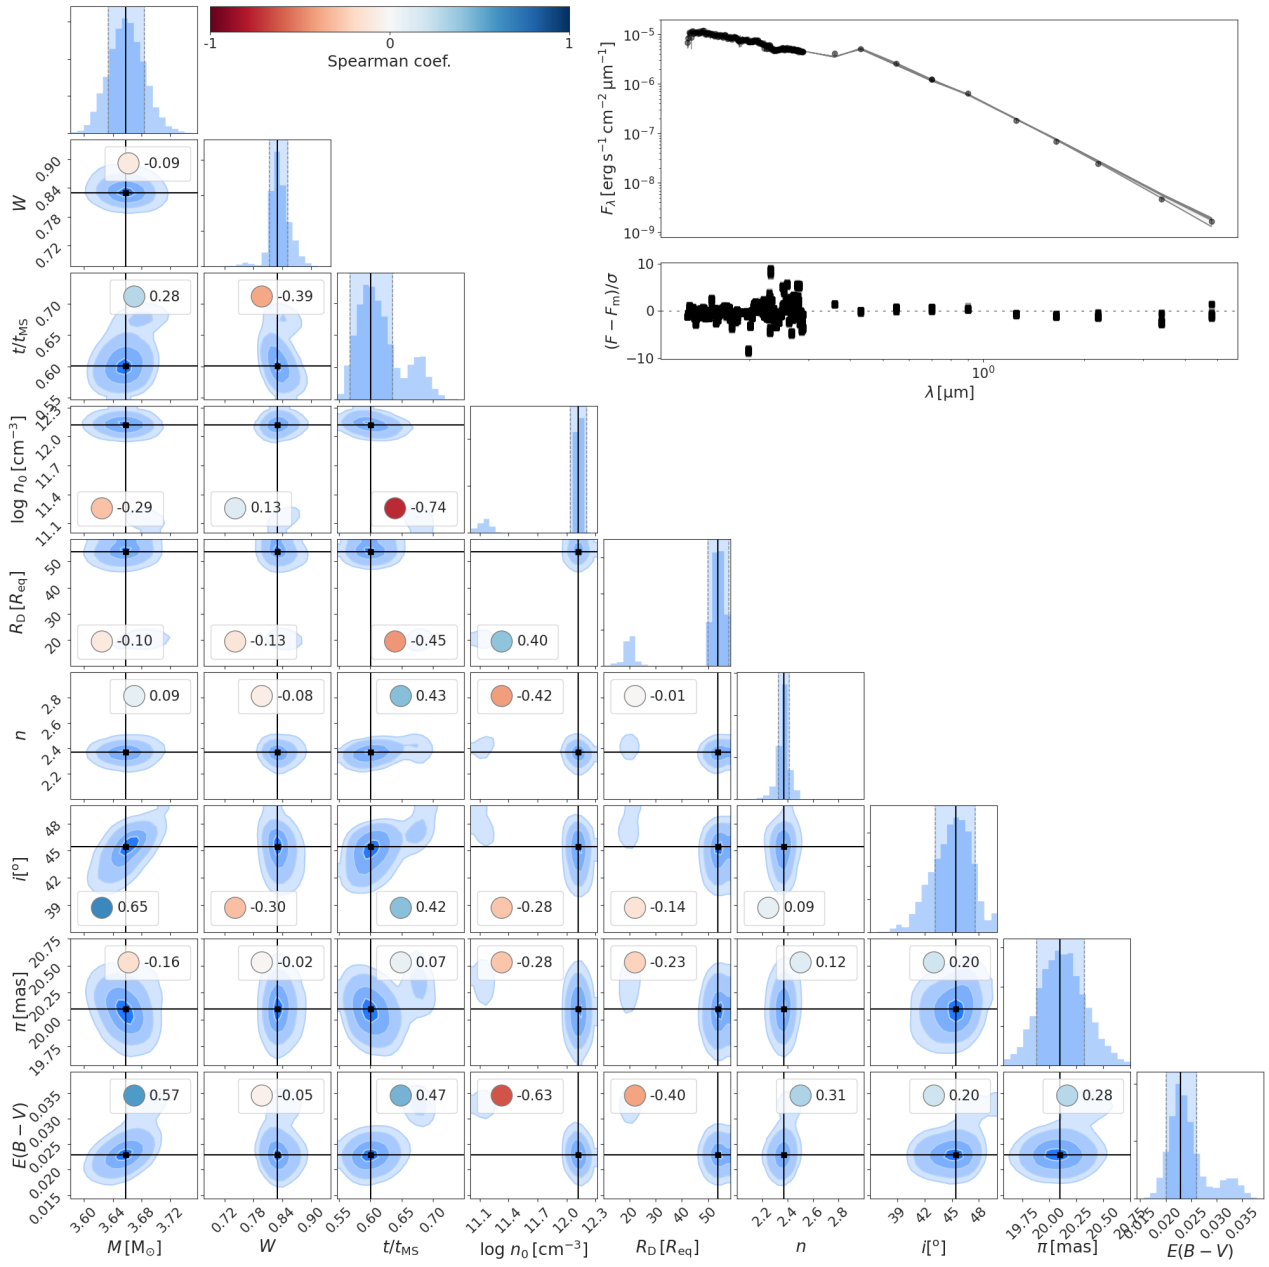 -1 0 1
Spearman coef.
10⁻⁵
10⁻⁶
10⁻⁷
10⁻⁸
10⁻⁹
F_λ [erg s⁻¹ cm⁻² μm⁻¹]
10
0
−10
(F − F_m)/σ
10⁰
λ [μm]
W
0.90
0.84
0.78
0.72
-0.09
t/t_MS
0.70
0.65
0.60
0.55
0.28 -0.39
log n₀ [cm⁻³]
12.3
12.0
11.7
11.4
11.1
-0.29 0.13 -0.74
R_D [R_eq]
50
40
30
20
-0.10 -0.13 -0.45 0.40
n
2.8
2.6
2.4
2.2
0.09 -0.08 0.43 -0.42 -0.01
i[°]
48
45
42
39
0.65 -0.30 0.42 -0.28 -0.14 0.09
π [mas]
20.75
20.50
20.25
20.00
19.75
-0.16 -0.02 0.07 -0.28 -0.23 0.12 0.20
E(B − V)
0.035
0.030
0.025
0.020
0.015
0.57 -0.05 0.47 -0.63 -0.40 0.31 0.20 0.28
3.60 3.64 3.68 3.72 0.72 0.78 0.84 0.90 0.55 0.60 0.65 0.70 11.1 11.4 11.7 12.0 12.3 20 30 40 50 2.2 2.4 2.6 2.8 39 42 45 48 19.75 20.00 20.25 20.50 20.75 0.015 0.020 0.025 0.030 0.035
M [M⊙] W t/t_MS log n₀ [cm⁻³] R_D [R_eq] n i[°] π [mas] E(B − V)